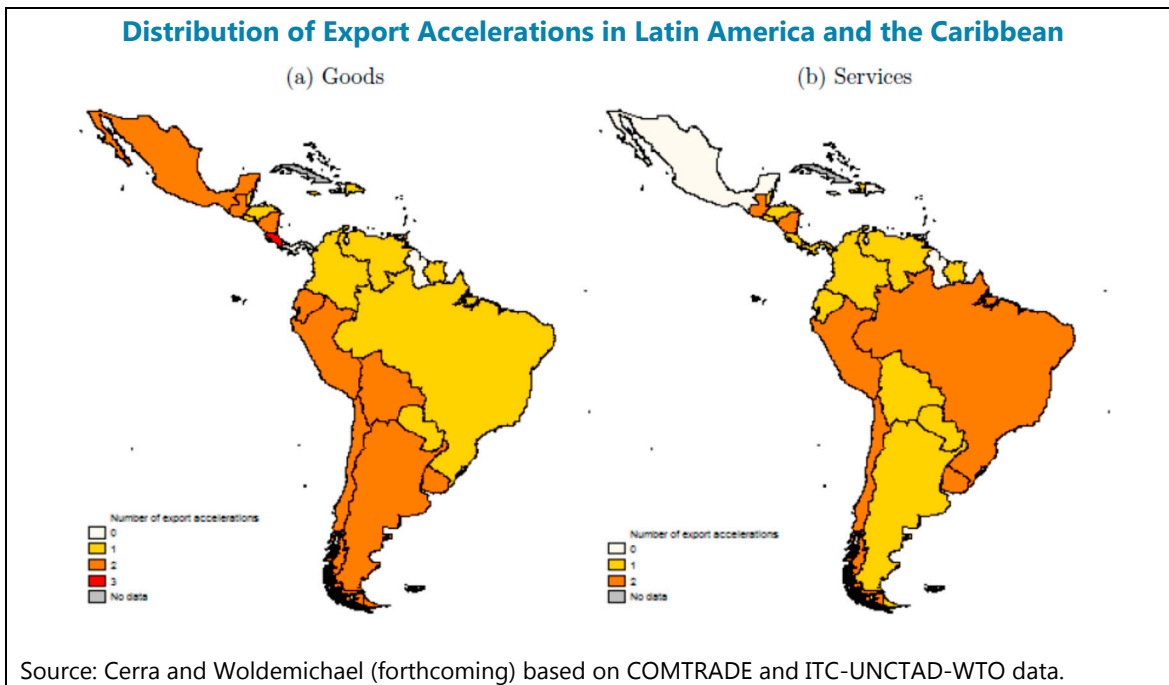 Distribution of Export Accelerations in Latin America and the Caribbean
(a) Goods
(b) Services
Number of export accelerations
0
1
2
3
No data
Number of export accelerations
0
1
2
No data
Source: Cerra and Woldemichael (forthcoming) based on COMTRADE and ITC-UNCTAD-WTO data.